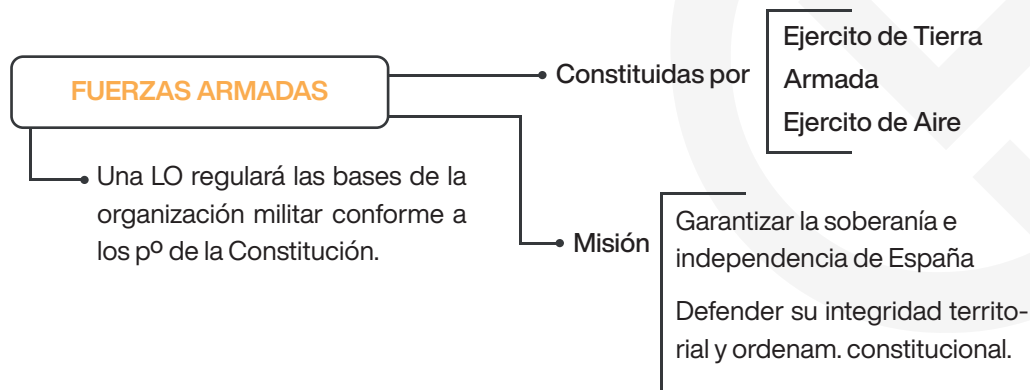 FUERZAS ARMADAS
Constituidas por
Ejercito de Tierra
Armada
Ejercito de Aire
Una LO regulará las bases de la
organización militar conforme a
los pº de la Constitución.
Misión
Garantizar la soberanía e
independencia de España
Defender su integridad territo-
rial y ordenam. constitucional.